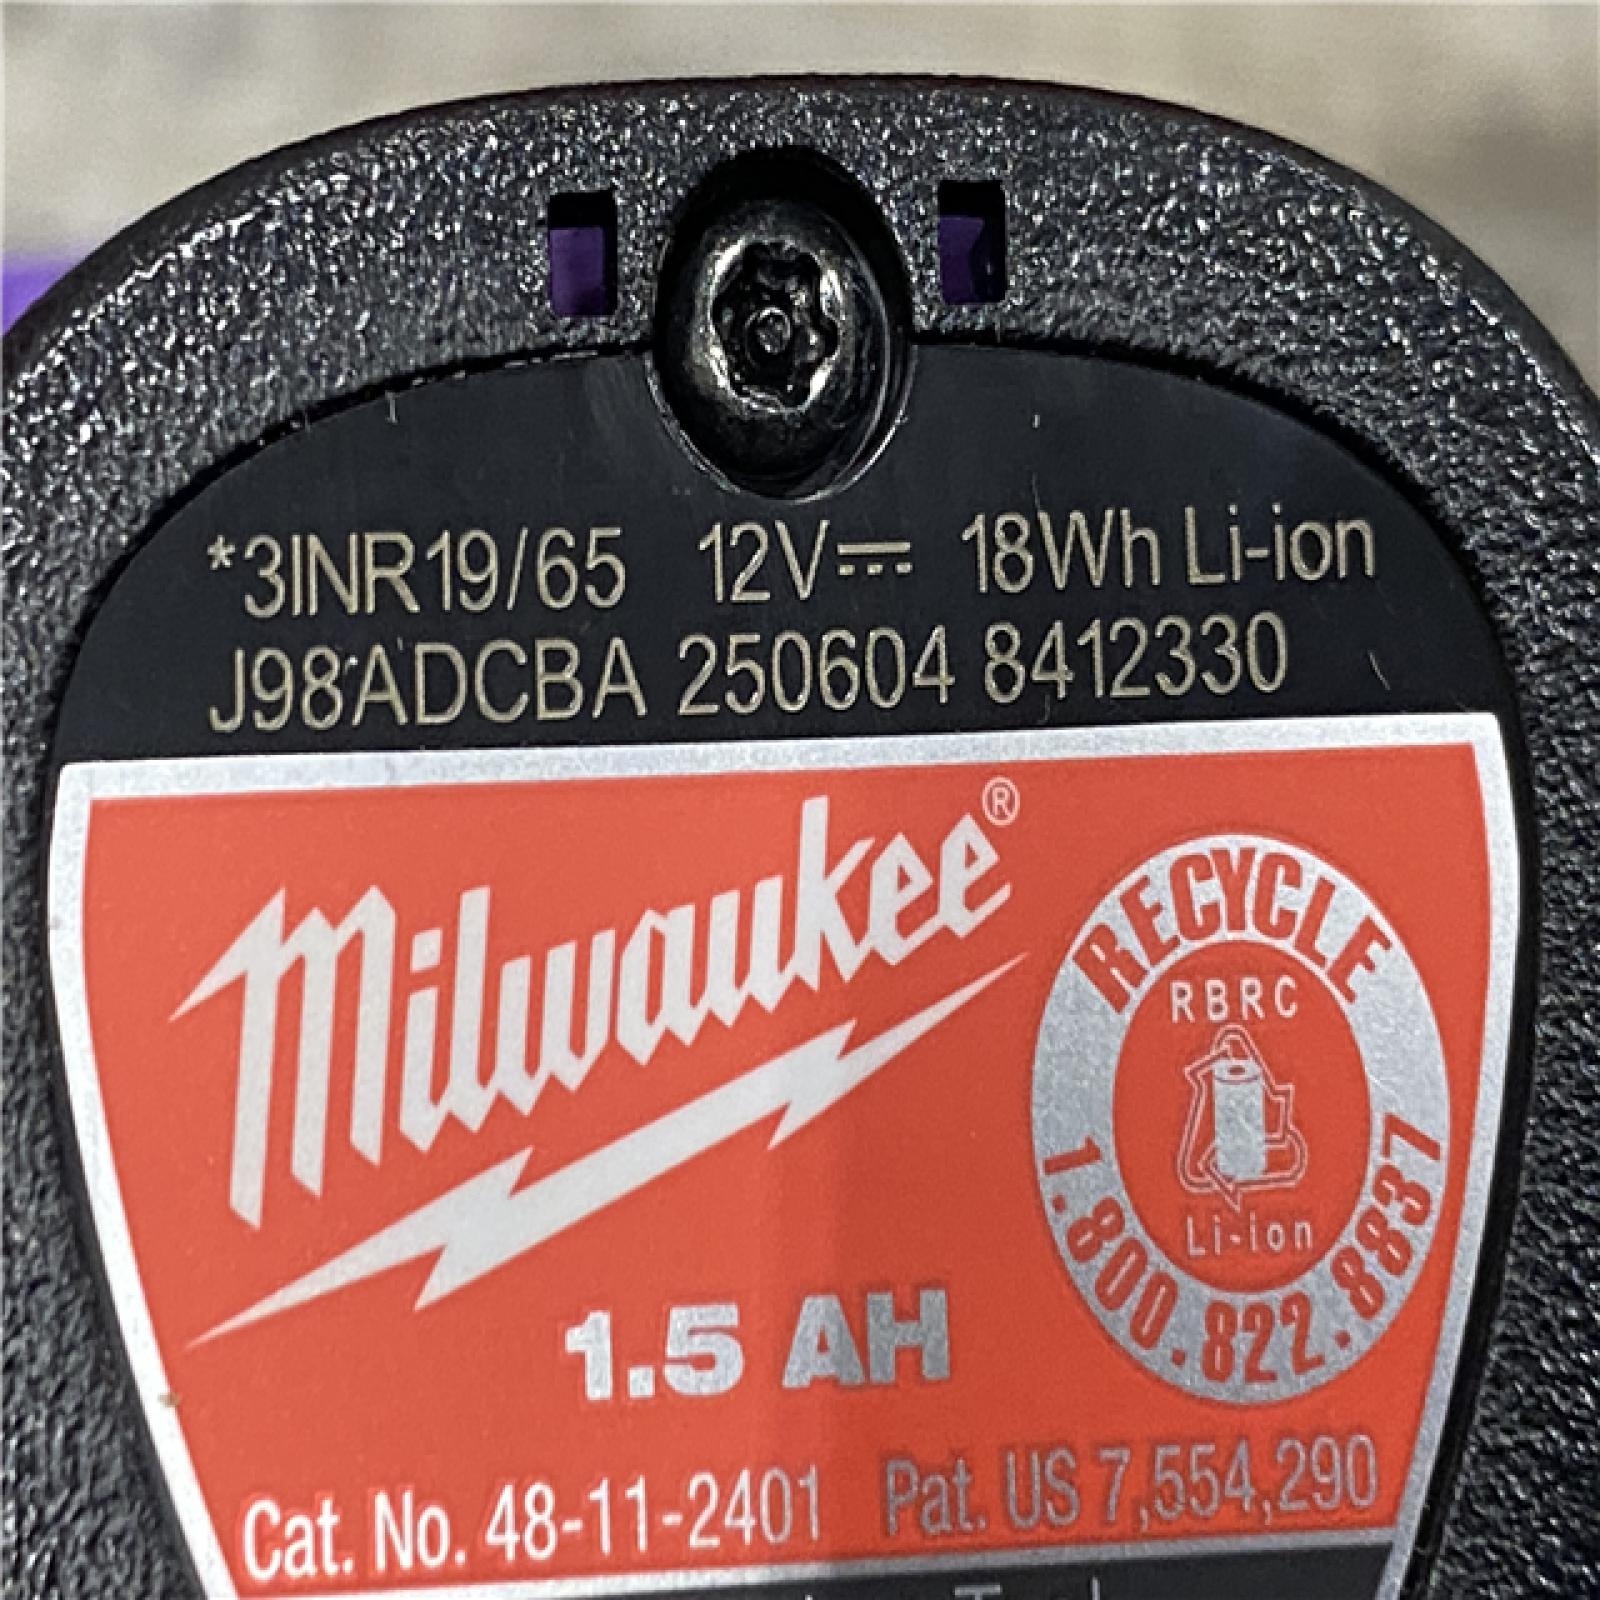 *3INR19/65 12V⎓ 18Wh Li-ion
J98ADCBA 250604 8412330
Milwaukee®
RECYCLE
RBRC
Li-ion
1.800.822.8837
1.5 AH
Cat. No. 48-11-2401 Pat. US 7,554,290